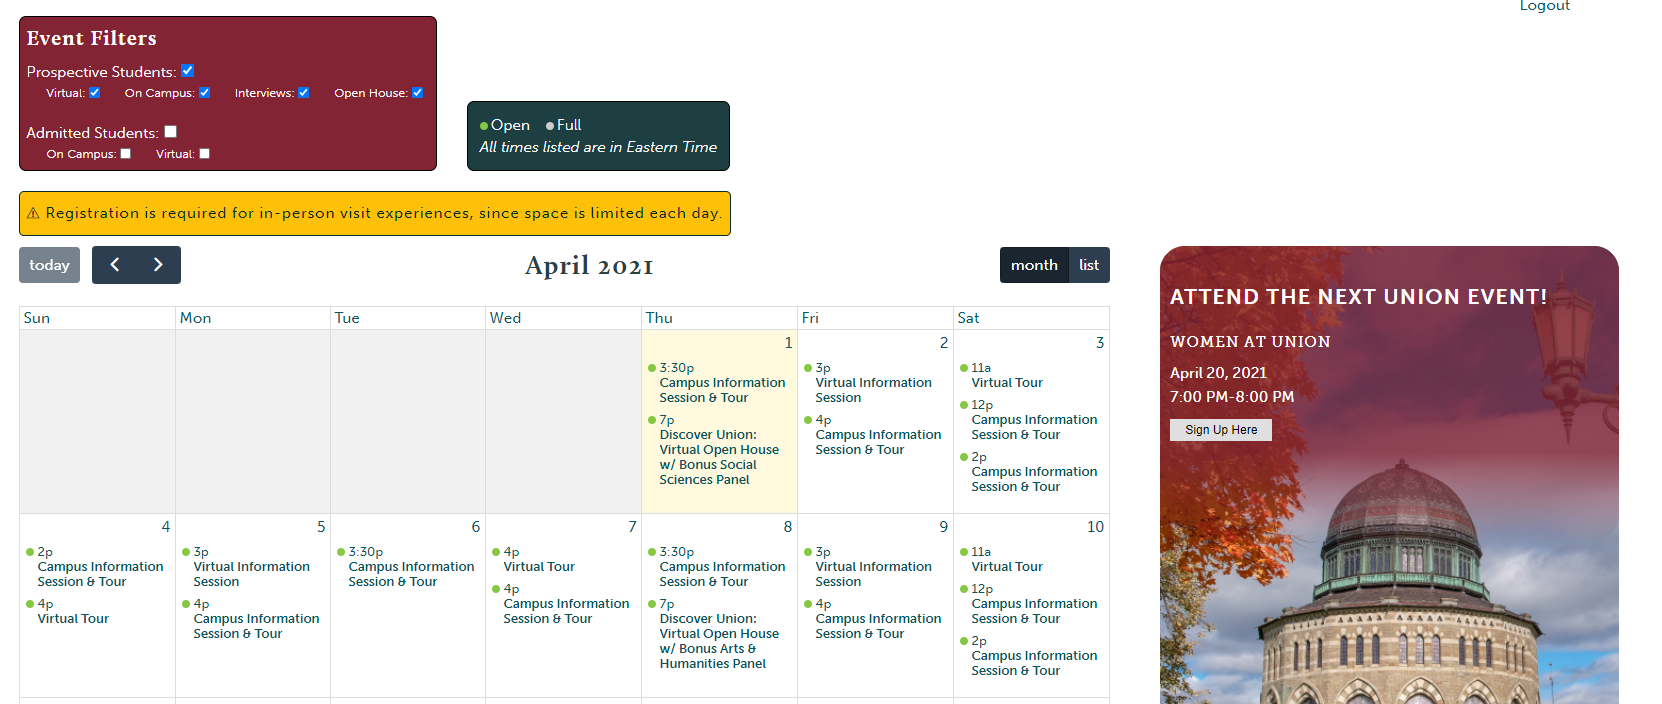 Logout
Event Filters
Prospective Students:
Virtual: On Campus: Interviews: Open House:
Admitted Students:
On Campus: Virtual:
Open Full
All times listed are in Eastern Time
⚠ Registration is required for in-person visit experiences, since space is limited each day.
today
April 2021
month list
Sun Mon Tue Wed Thu Fri Sat
1
3:30p
Campus Information
Session & Tour
7p
Discover Union:
Virtual Open House
w/ Bonus Social
Sciences Panel
2
3p
Virtual Information
Session
4p
Campus Information
Session & Tour
3
11a
Virtual Tour
12p
Campus Information
Session & Tour
2p
Campus Information
Session & Tour
4
2p
Campus Information
Session & Tour
4p
Virtual Tour
5
3p
Virtual Information
Session
4p
Campus Information
Session & Tour
6
3:30p
Campus Information
Session & Tour
7
4p
Virtual Tour
4p
Campus Information
Session & Tour
8
3:30p
Campus Information
Session & Tour
7p
Discover Union:
Virtual Open House
w/ Bonus Arts &
Humanities Panel
9
3p
Virtual Information
Session
4p
Campus Information
Session & Tour
10
11a
Virtual Tour
12p
Campus Information
Session & Tour
2p
Campus Information
Session & Tour
ATTEND THE NEXT UNION EVENT!
WOMEN AT UNION
April 20, 2021
7:00 PM-8:00 PM
Sign Up Here